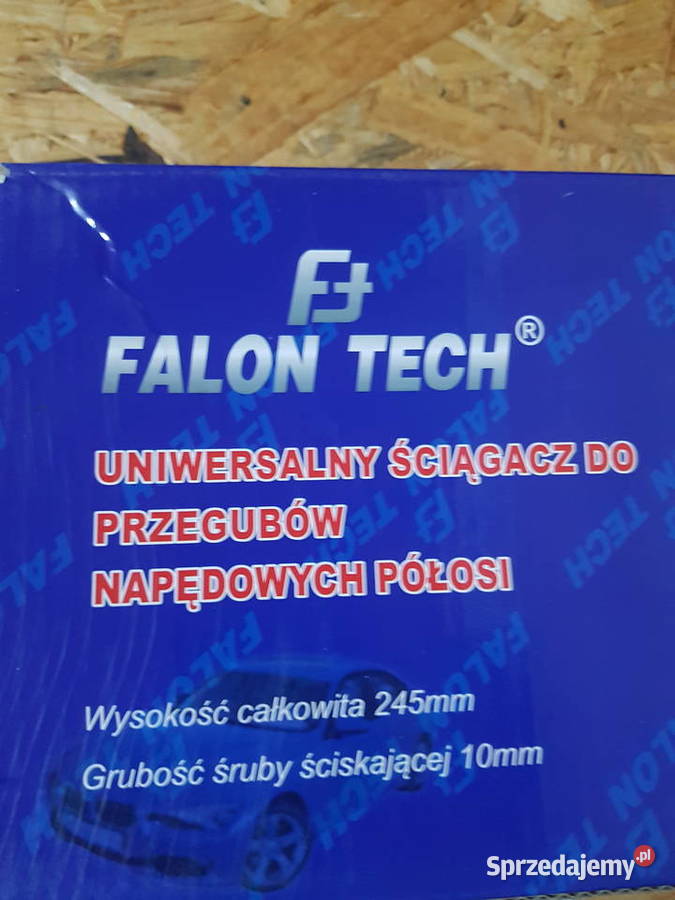 FALON TECH®
UNIWERSALNY ŚCIĄGACZ DO
PRZEGUBÓW
NAPĘDOWYCH PÓŁOSI
Wysokość całkowita 245mm
Grubość śruby ściskającej 10mm
Sprzedajemy.pl